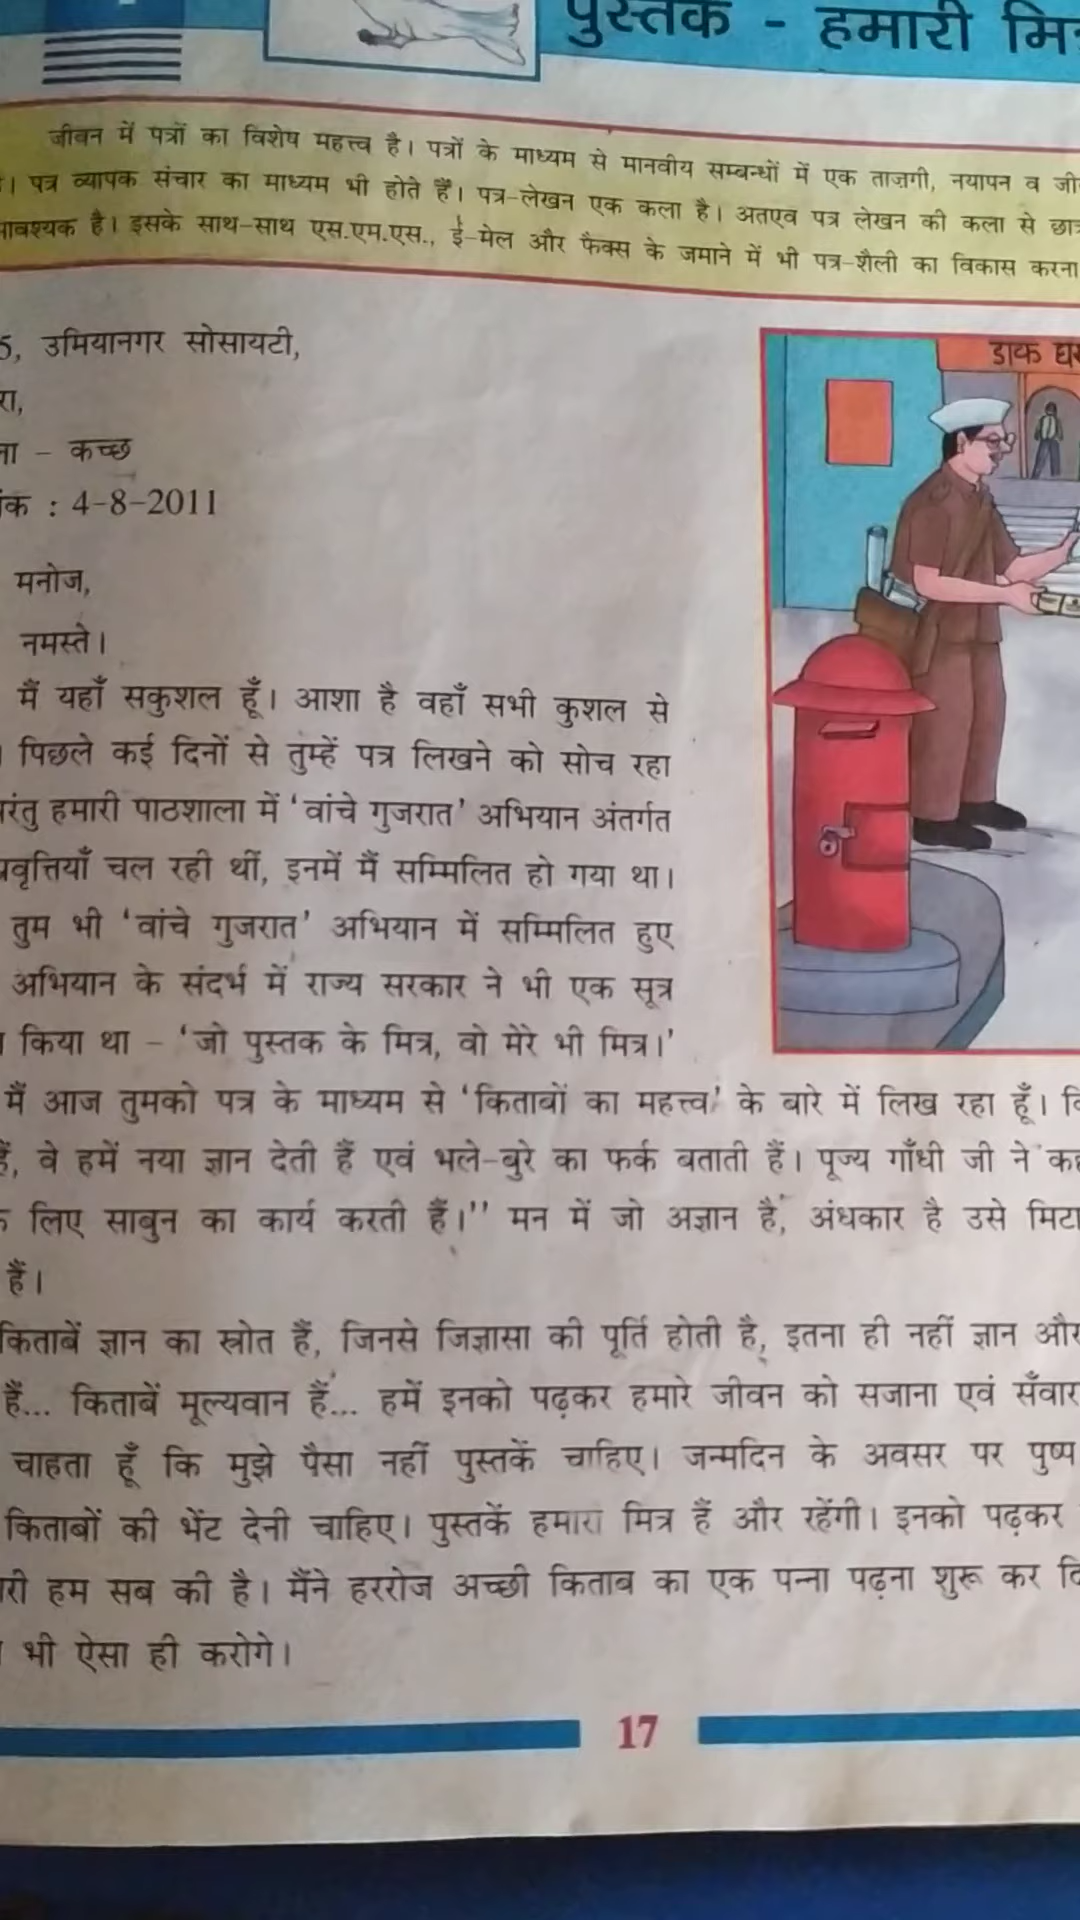 पुस्तक - हमारी
जीवन में पत्रों का विशेष महत्त्व है। पत्रों के माध्यम से मानवीय सम्बन्धों में एक ताज़गी, नयापन व
। पत्र व्यापक संचार का माध्यम भी होते हैं। पत्र-लेखन एक कला है। अतएव पत्र लेखन की कला से
है। इसके साथ-साथ एस.एम.एस., ई-मेल और फैक्स के जमाने में भी पत्र-शैली का विकास करना
5, उमियानगर सोसायटी,
रा,
- कच्छ
: 4-8-2011
मनोज,
नमस्ते।
मैं यहाँ सकुशल हूँ। आशा है वहाँ सभी कुशल से
पिछले कई दिनों से तुम्हें पत्र लिखने को सोच रहा
हमारी पाठशाला में 'वांचे गुजरात' अभियान अंतर्गत
चल रही थीं, इनमें मैं सम्मिलित हो गया था।
तुम भी 'वांचे गुजरात' अभियान में सम्मिलित हुए
अभियान के संदर्भ में राज्य सरकार ने भी एक सूत्र
किया था - 'जो पुस्तक के मित्र, वो मेरे भी मित्र।'
मैं आज तुमको पत्र के माध्यम से 'किताबों का महत्त्व' के बारे में लिख रहा हूँ।
हैं, वे हमें नया ज्ञान देती हैं एवं भले-बुरे का फर्क बताती हैं। पूज्य गाँधी जी ने
लिए साबुन का कार्य करती हैं।" मन में जो अज्ञान है, अंधकार है उसे मिटा
हैं।
किताबें ज्ञान का स्रोत हैं, जिनसे जिज्ञासा की पूर्ति होती है, इतना ही नहीं ज्ञान और
हैं... किताबें मूल्यवान हैं... हमें इनको पढ़कर हमारे जीवन को सजाना एवं सँवार
चाहता हूँ कि मुझे पैसा नहीं पुस्तकें चाहिए। जन्मदिन के अवसर पर पुष्प
किताबों की भेंट देनी चाहिए। पुस्तकें हमारा मित्र हैं और रहेंगी। इनको पढ़कर
हम सब की है। मैंने हररोज अच्छी किताब का एक पन्ना पढ़ना शुरू कर
भी ऐसा ही करोगे।
डाक
17